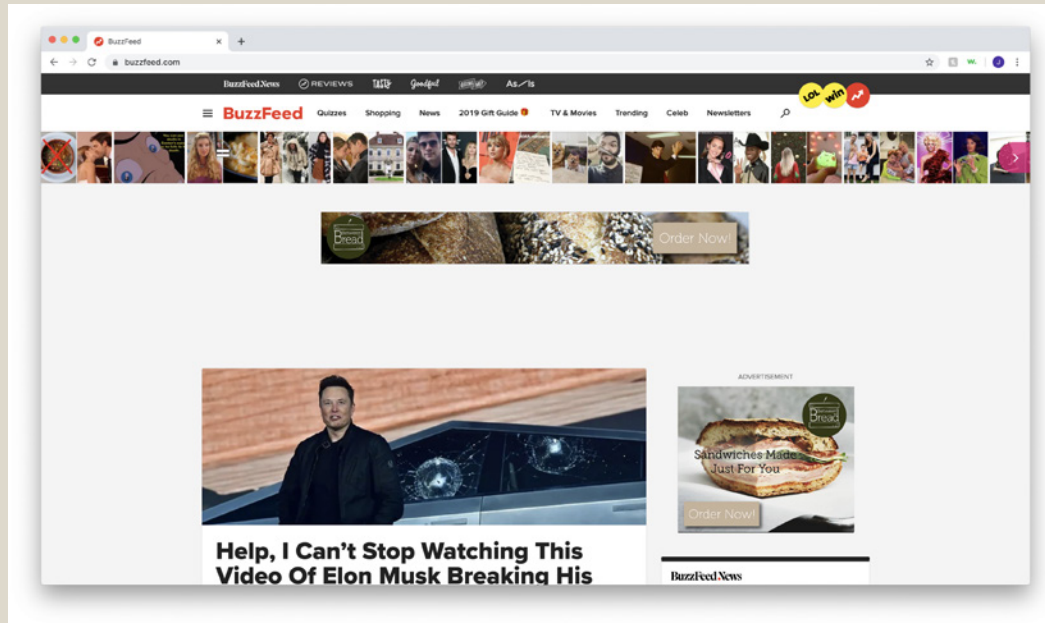 BuzzFeed
buzzfeed.com
BuzzFeed News
REVIEWS
TASTY
Goodful
As/Is
LOL
win
BuzzFeed
Quizzes
Shopping
News
2019 Gift Guide
TV & Movies
Trending
Celeb
Newsletters
Bread
Order Now!
ADVERTISEMENT
Bread
Sandwiches Made
Just For You
Order Now!
Help, I Can’t Stop Watching This
Video Of Elon Musk Breaking His
BuzzFeed News